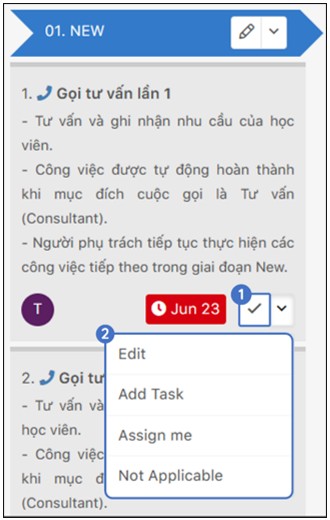 01. NEW
1. Gọi tư vấn lần 1
- Tư vấn và ghi nhận nhu cầu của học
viên.
- Công việc được tự động hoàn thành
khi mục đích cuộc gọi là Tư vấn
(Consultant).
- Người phụ trách tiếp tục thực hiện các
công việc tiếp theo trong giai đoạn New.
T
Jun 23
1
2
Edit
Add Task
Assign me
Not Applicable
2. Gọi tư
- Tư vấn và
học viên.
- Công việc
khi mục đ
(Consultant).